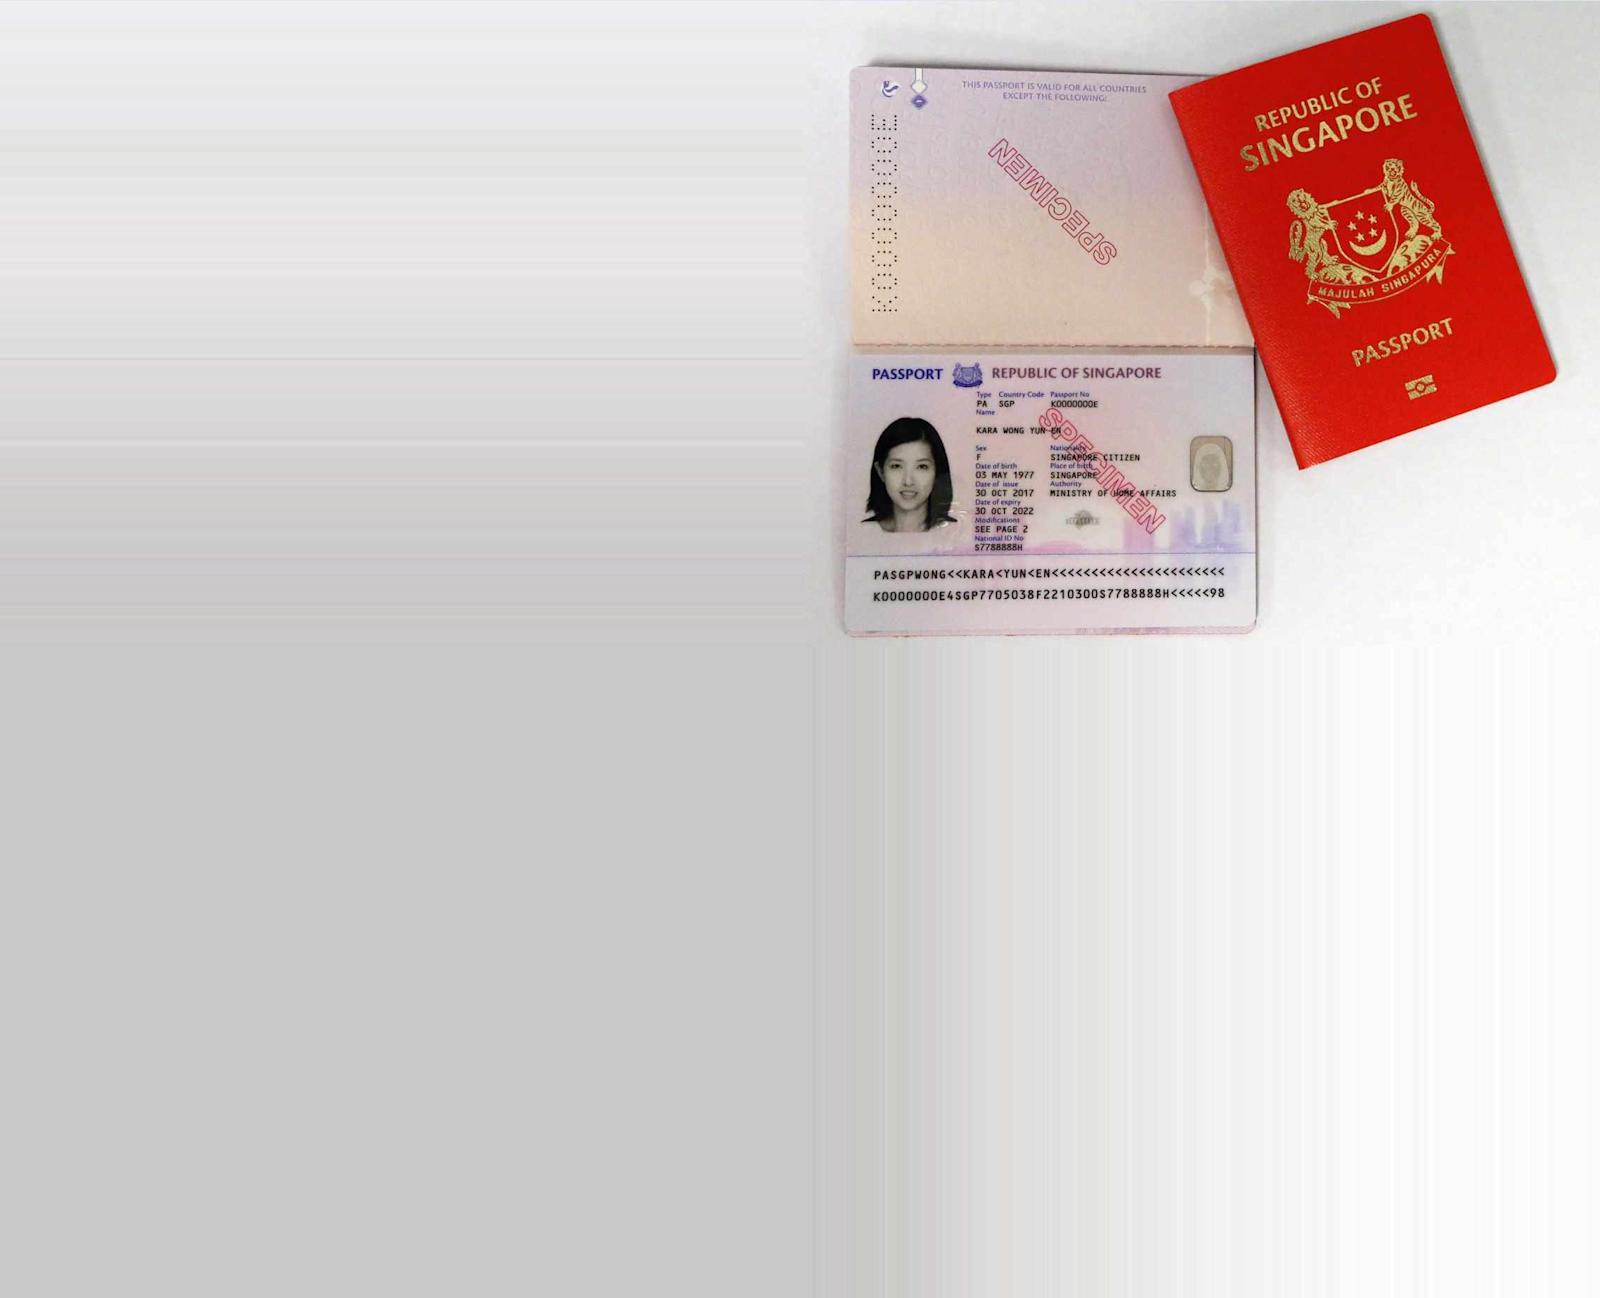 THIS PASSPORT IS VALID FOR ALL COUNTRIES
EXCEPT THE FOLLOWING:
K0000000E
SPECIMEN
PASSPORT REPUBLIC OF SINGAPORE
Type Country Code Passport No
PA SGP K0000000E
Name
KARA WONG YUN EN
SPECIMEN
Sex Nationality
F SINGAPORE CITIZEN
Date of birth Place of birth
03 MAY 1977 SINGAPORE
Date of issue Authority
30 OCT 2017 MINISTRY OF HOME AFFAIRS
Date of expiry
30 OCT 2022
Modifications
SEE PAGE 2
National ID No
S7788888H
PASGPWONG<<KARA<YUN<EN<<<<<<<<<<<<<<<<<<<<<<
K0000000E4SGP7705038F2210300S7788888H<<<<<98
REPUBLIC OF
SINGAPORE
MAJULAH SINGAPURA
PASSPORT